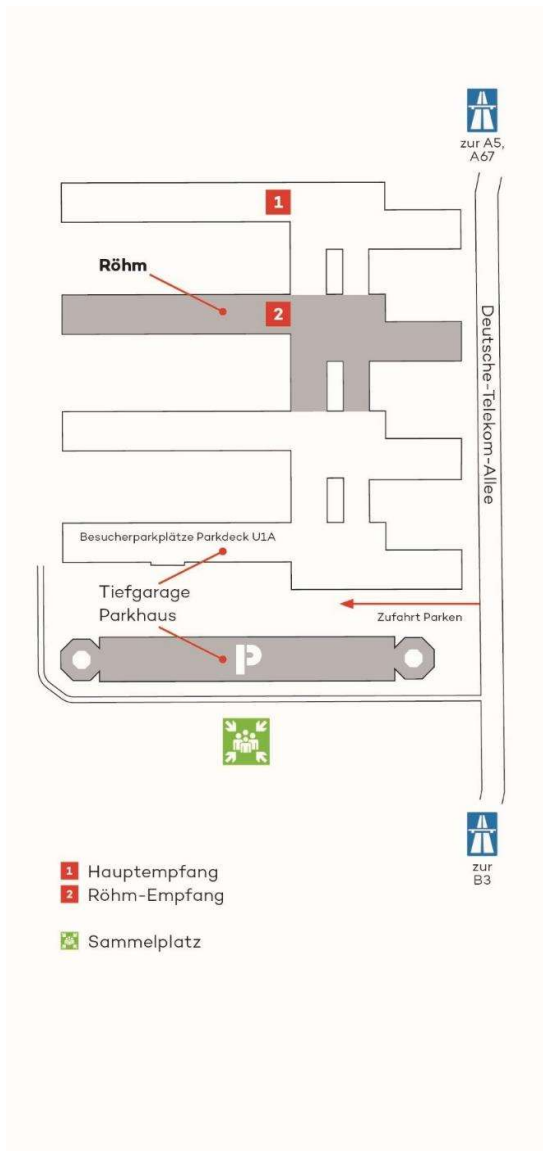 zur A5,
A67
1
Röhm
2
Deutsche-Telekom-Allee
Besucherparkplätze Parkdeck U1A
Tiefgarage
Parkhaus
Zufahrt Parken
P
zur
B3
1 Hauptempfang
2 Röhm-Empfang
Sammelplatz